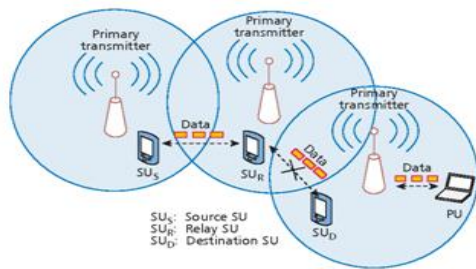 Primary
transmitter
Primary
transmitter
Primary
transmitter
Data
Data
Data
SUS
SUR
SUD
PU
SUS: Source SU
SUR: Relay SU
SUD: Destination SU